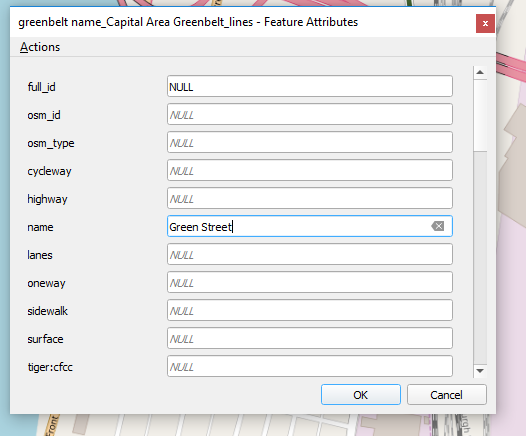 greenbelt name_Capital Area Greenbelt_lines - Feature Attributes
x
Actions
full_id NULL
osm_id NULL
osm_type NULL
cycleway NULL
highway NULL
name Green Street
lanes NULL
oneway NULL
sidewalk NULL
surface NULL
tiger:cfcc NULL
OK Cancel
Front